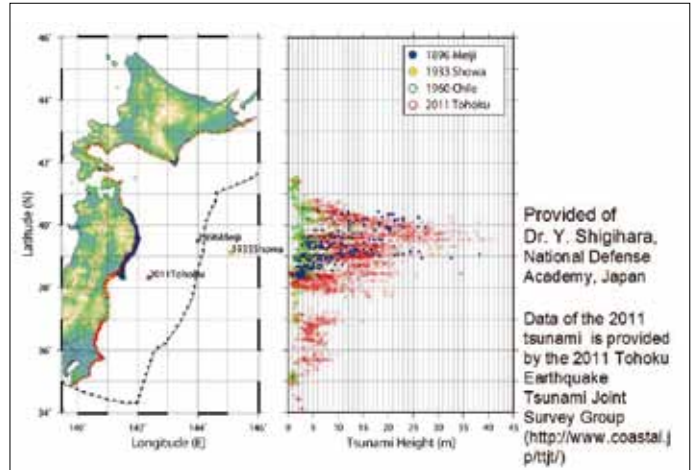 46°
44°
42°
40°
38°
36°
34°
Latitude (N)
140°
142°
144°
146°
Longitude (E)
1896Meiji
1933Showa
2011Tohoku
1896 Meiji
1933 Showa
1960 Chile
2011 Tohoku
0 5 10 15 20 25 30 35 40 45
Tsunami Height (m)
Provided of
Dr. Y. Shigihara,
National Defense
Academy, Japan
Data of the 2011
tsunami is provided
by the 2011 Tohoku
Earthquake
Tsunami Joint
Survey Group
(http://www.coastal.j
p/ttjt/)